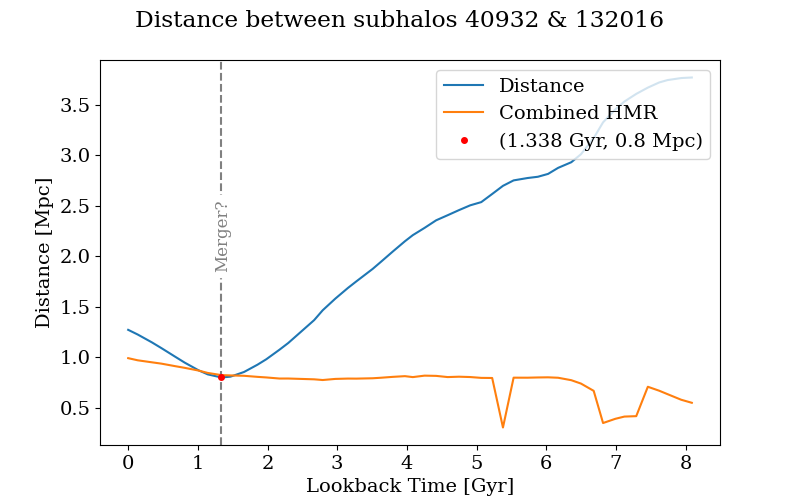 Distance between subhalos 40932 & 132016
Distance
Combined HMR
(1.338 Gyr, 0.8 Mpc)
Merger?
Distance [Mpc]
3.5
3.0
2.5
2.0
1.5
1.0
0.5
0 1 2 3 4 5 6 7 8
Lookback Time [Gyr]